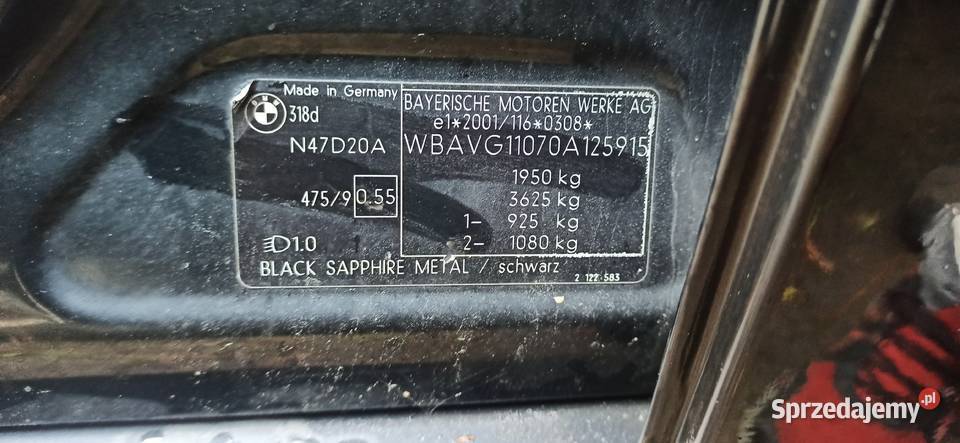 Made in Germany
BMW
318d
N47D20A
475/9 0.55
1.0
BLACK SAPPHIRE METAL / schwarz
BAYERISCHE MOTOREN WERKE AG
e1*2001/116*0308*
WBAVG11070A125915
1950 kg
3625 kg
1- 925 kg
2- 1080 kg
2 122 583
Sprzedajemy.pl